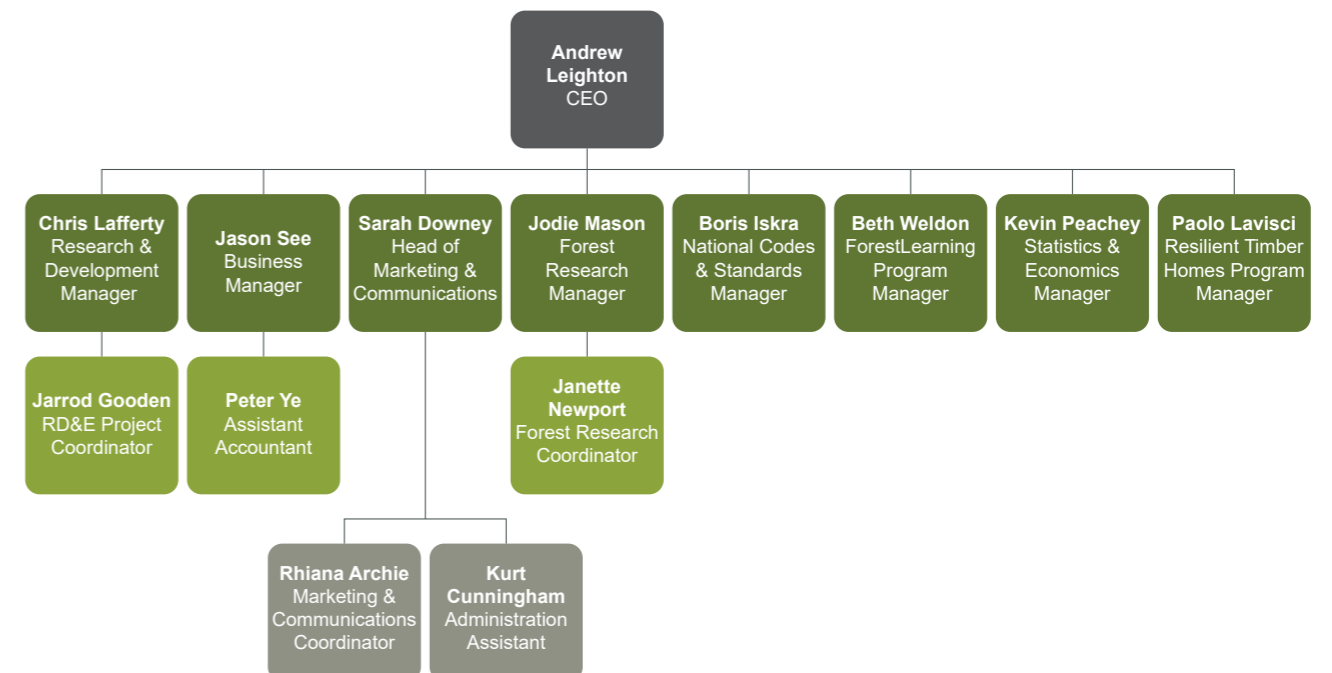 Andrew
Leighton
CEO
Chris Lafferty
Research &
Development
Manager
Jason See
Business
Manager
Sarah Downey
Head of
Marketing &
Communications
Jodie Mason
Forest
Research
Manager
Boris Iskra
National Codes
& Standards
Manager
Beth Weldon
ForestLearning
Program
Manager
Kevin Peachey
Statistics &
Economics
Manager
Paolo Lavisci
Resilient Timber
Homes Program
Manager
Jarrod Gooden
RD&E Project
Coordinator
Peter Ye
Assistant
Accountant
Janette
Newport
Forest Research
Coordinator
Rhiana Archie
Marketing &
Communications
Coordinator
Kurt
Cunningham
Administration
Assistant